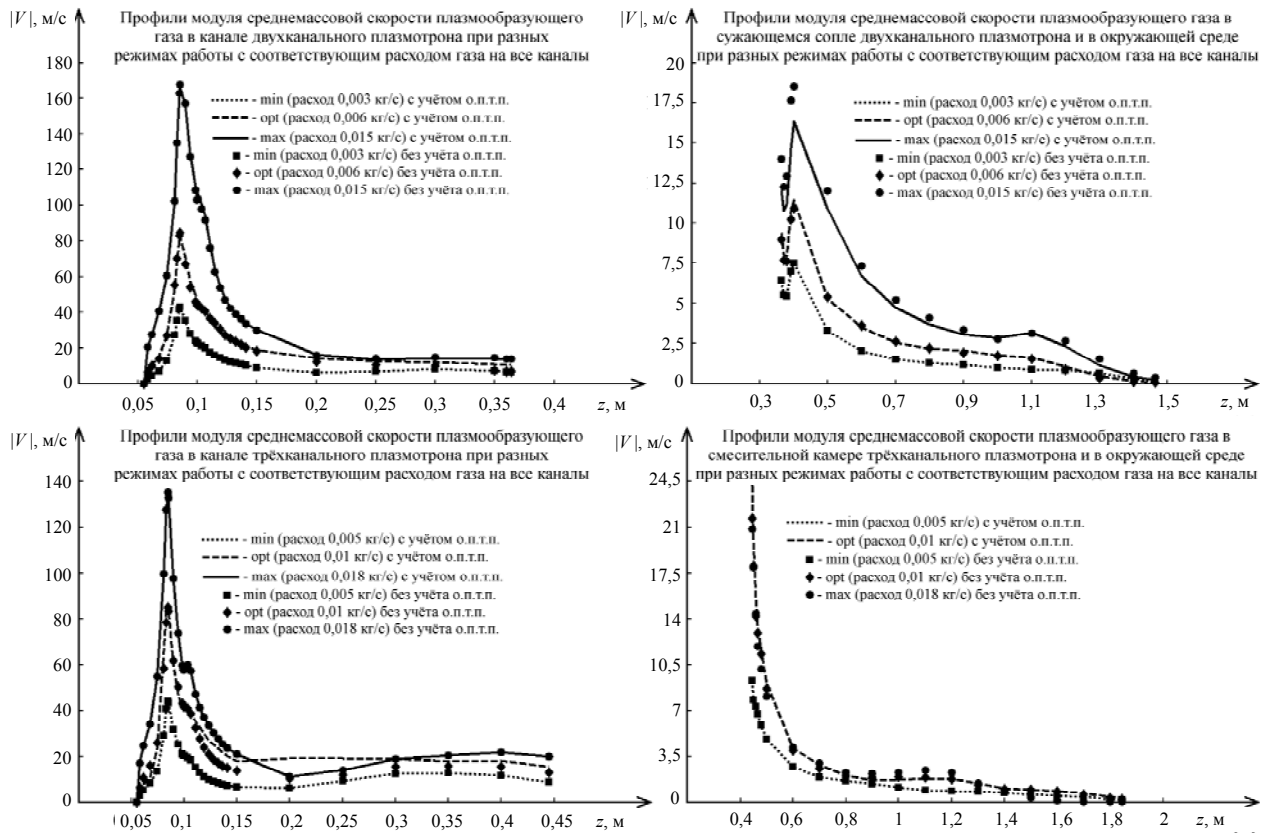 |V|, м/с
Профили модуля среднемассовой скорости плазмообразующего
газа в канале двухканального плазмотрона при разных
режимах работы с соответствующим расходом газа на все каналы
180
160
140
120
100
80
60
40
20
0
- min (расход 0,003 кг/с) с учётом о.п.т.п.
- opt (расход 0,006 кг/с) с учётом о.п.т.п.
- max (расход 0,015 кг/с) с учётом о.п.т.п.
- min (расход 0,003 кг/с) без учёта о.п.т.п.
- opt (расход 0,006 кг/с) без учёта о.п.т.п.
- max (расход 0,015 кг/с) без учёта о.п.т.п.
0,05 0,1 0,15 0,2 0,25 0,3 0,35 0,4 z, м
|V|, м/с
Профили модуля среднемассовой скорости плазмообразующего газа в
сужающемся сопле двухканального плазмотрона и в окружающей среде
при разных режимах работы с соответствующим расходом газа на все каналы
20
17,5
15
12,5
10
7,5
5
2,5
0
- min (расход 0,003 кг/с) с учётом о.п.т.п.
- opt (расход 0,006 кг/с) с учётом о.п.т.п.
- max (расход 0,015 кг/с) с учётом о.п.т.п.
- min (расход 0,003 кг/с) без учёта о.п.т.п.
- opt (расход 0,006 кг/с) без учёта о.п.т.п.
- max (расход 0,015 кг/с) без учёта о.п.т.п.
0,3 0,5 0,7 0,9 1,1 1,3 1,5 z, м
|V|, м/с
Профили модуля среднемассовой скорости плазмообразующего
газа в канале трёхканального плазмотрона при разных
режимах работы с соответствующим расходом газа на все каналы
140
120
100
80
60
40
20
0
- min (расход 0,005 кг/с) с учётом о.п.т.п.
- opt (расход 0,01 кг/с) с учётом о.п.т.п.
- max (расход 0,018 кг/с) с учётом о.п.т.п.
- min (расход 0,005 кг/с) без учёта о.п.т.п.
- opt (расход 0,01 кг/с) без учёта о.п.т.п.
- max (расход 0,018 кг/с) без учёта о.п.т.п.
0,05 0,1 0,15 0,2 0,25 0,3 0,35 0,4 0,45 z, м
|V|, м/с
Профили модуля среднемассовой скорости плазмообразующего газа в
смесительной камере трёхканального плазмотрона и в окружающей среде
при разных режимах работы с соответствующим расходом газа на все каналы
24,5
21
17,5
14
10,5
7
3,5
0
- min (расход 0,005 кг/с) с учётом о.п.т.п.
- opt (расход 0,01 кг/с) с учётом о.п.т.п.
- min (расход 0,005 кг/с) без учёта о.п.т.п.
- opt (расход 0,01 кг/с) без учёта о.п.т.п.
- max (расход 0,018 кг/с) без учёта о.п.т.п.
0,4 0,6 0,8 1 1,2 1,4 1,6 1,8 2 z, м